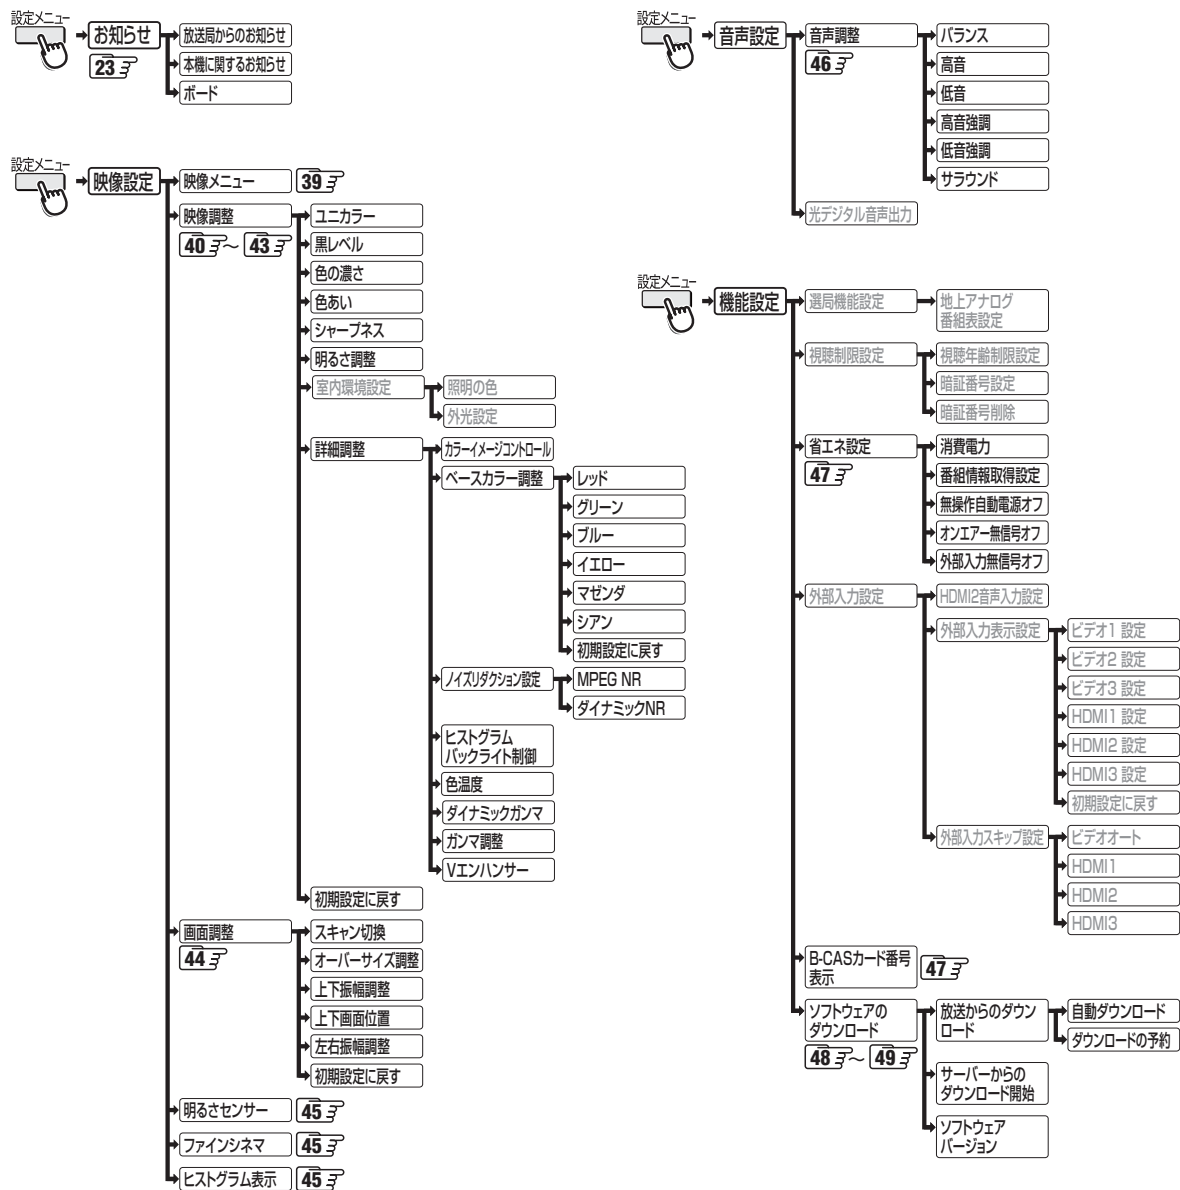 設定メニュー
お知らせ
23
放送局からのお知らせ
本機に関するお知らせ
ボード
設定メニュー
映像設定
映像メニュー
39
映像調整
40 ～ 43
ユニカラー
黒レベル
色の濃さ
色あい
シャープネス
明るさ調整
室内環境設定
照明の色
外光設定
詳細調整
カラーイメージコントロール
ベースカラー調整
レッド
グリーン
ブルー
イエロー
マゼンダ
シアン
初期設定に戻す
ノイズリダクション設定
MPEG NR
ダイナミックNR
ヒストグラム
バックライト制御
色温度
ダイナミックガンマ
ガンマ調整
Vエンハンサー
初期設定に戻す
画面調整
44
スキャン切換
オーバーサイズ調整
上下振幅調整
上下画面位置
左右振幅調整
初期設定に戻す
明るさセンサー
45
ファインシネマ
45
ヒストグラム表示
45
設定メニュー
音声設定
音声調整
46
バランス
高音
低音
高音強調
低音強調
サラウンド
光デジタル音声出力
設定メニュー
機能設定
選局機能設定
地上アナログ
番組表設定
視聴制限設定
視聴年齢制限設定
暗証番号設定
暗証番号削除
省エネ設定
47
消費電力
番組情報取得設定
無操作自動電源オフ
オンエアー無信号オフ
外部入力無信号オフ
外部入力設定
HDMI2音声入力設定
外部入力表示設定
ビデオ1 設定
ビデオ2 設定
ビデオ3 設定
HDMI1 設定
HDMI2 設定
HDMI3 設定
初期設定に戻す
外部入力スキップ設定
ビデオオート
HDMI1
HDMI2
HDMI3
B-CASカード番号
表示
47
ソフトウェアの
ダウンロード
48 ～ 49
放送からのダウン
ロード
自動ダウンロード
ダウンロードの予約
サーバーからの
ダウンロード開始
ソフトウェア
バージョン